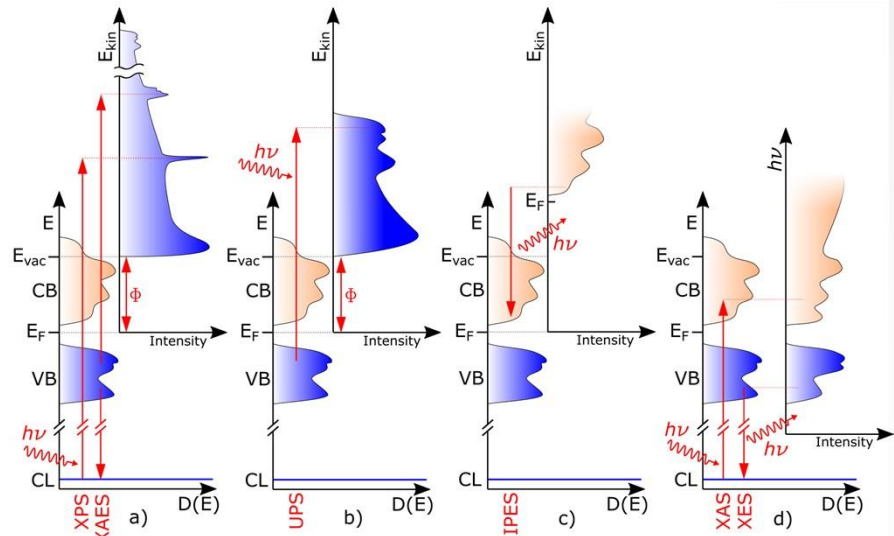 E_kin
E
E_vac
CB
E_F
VB
CL
Φ
Intensity
hν
XPS
XAES
a)
D(E)
E_kin
hν
E
E_vac
CB
E_F
VB
CL
Φ
Intensity
UPS
b)
D(E)
E_kin
E_F
hν
E
E_vac
CB
E_F
VB
CL
Intensity
IPES
c)
D(E)
hν
E
E_vac
CB
E_F
VB
CL
hν
hν
Intensity
XAS
XES
d)
D(E)